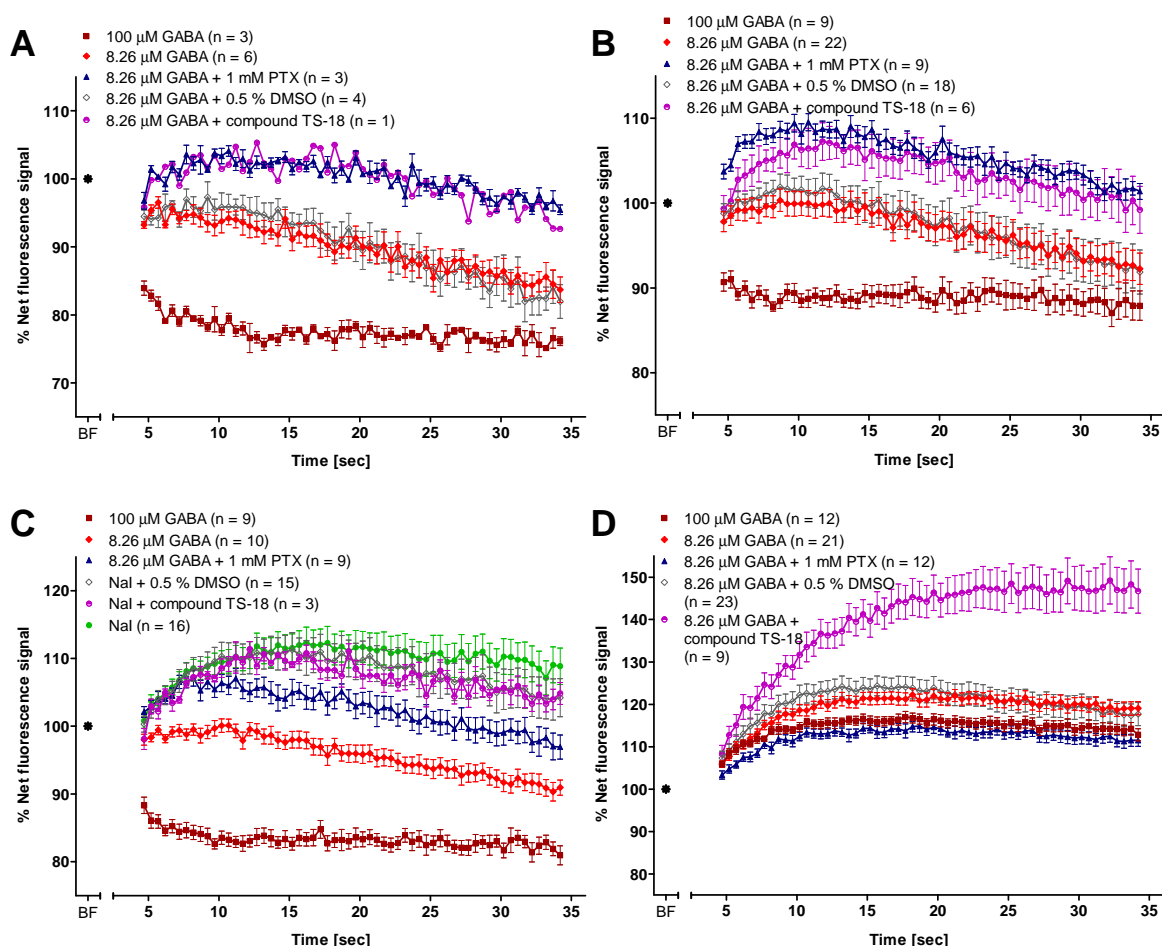 A
100 μM GABA (n = 3)
8.26 μM GABA (n = 6)
8.26 μM GABA + 1 mM PTX (n = 3)
8.26 μM GABA + 0.5 % DMSO (n = 4)
8.26 μM GABA + compound TS-18 (n = 1)
% Net fluorescence signal
110
100
90
80
70
BF
5 10 15 20 25 30 35
Time [sec]
B
100 μM GABA (n = 9)
8.26 μM GABA (n = 22)
8.26 μM GABA + 1 mM PTX (n = 9)
8.26 μM GABA + 0.5 % DMSO (n = 18)
8.26 μM GABA + compound TS-18 (n = 6)
% Net fluorescence signal
110
100
90
80
BF
5 10 15 20 25 30 35
Time [sec]
C
100 μM GABA (n = 9)
8.26 μM GABA (n = 10)
8.26 μM GABA + 1 mM PTX (n = 9)
NaI + 0.5 % DMSO (n = 15)
NaI + compound TS-18 (n = 3)
NaI (n = 16)
% Net fluorescence signal
120
110
100
90
80
BF
5 10 15 20 25 30 35
Time [sec]
D
100 μM GABA (n = 12)
8.26 μM GABA (n = 21)
8.26 μM GABA + 1 mM PTX (n = 12)
8.26 μM GABA + 0.5 % DMSO
(n = 23)
8.26 μM GABA +
compound TS-18
(n = 9)
% Net fluorescence signal
150
140
130
120
110
100
90
80
BF
5 10 15 20 25 30 35
Time [sec]